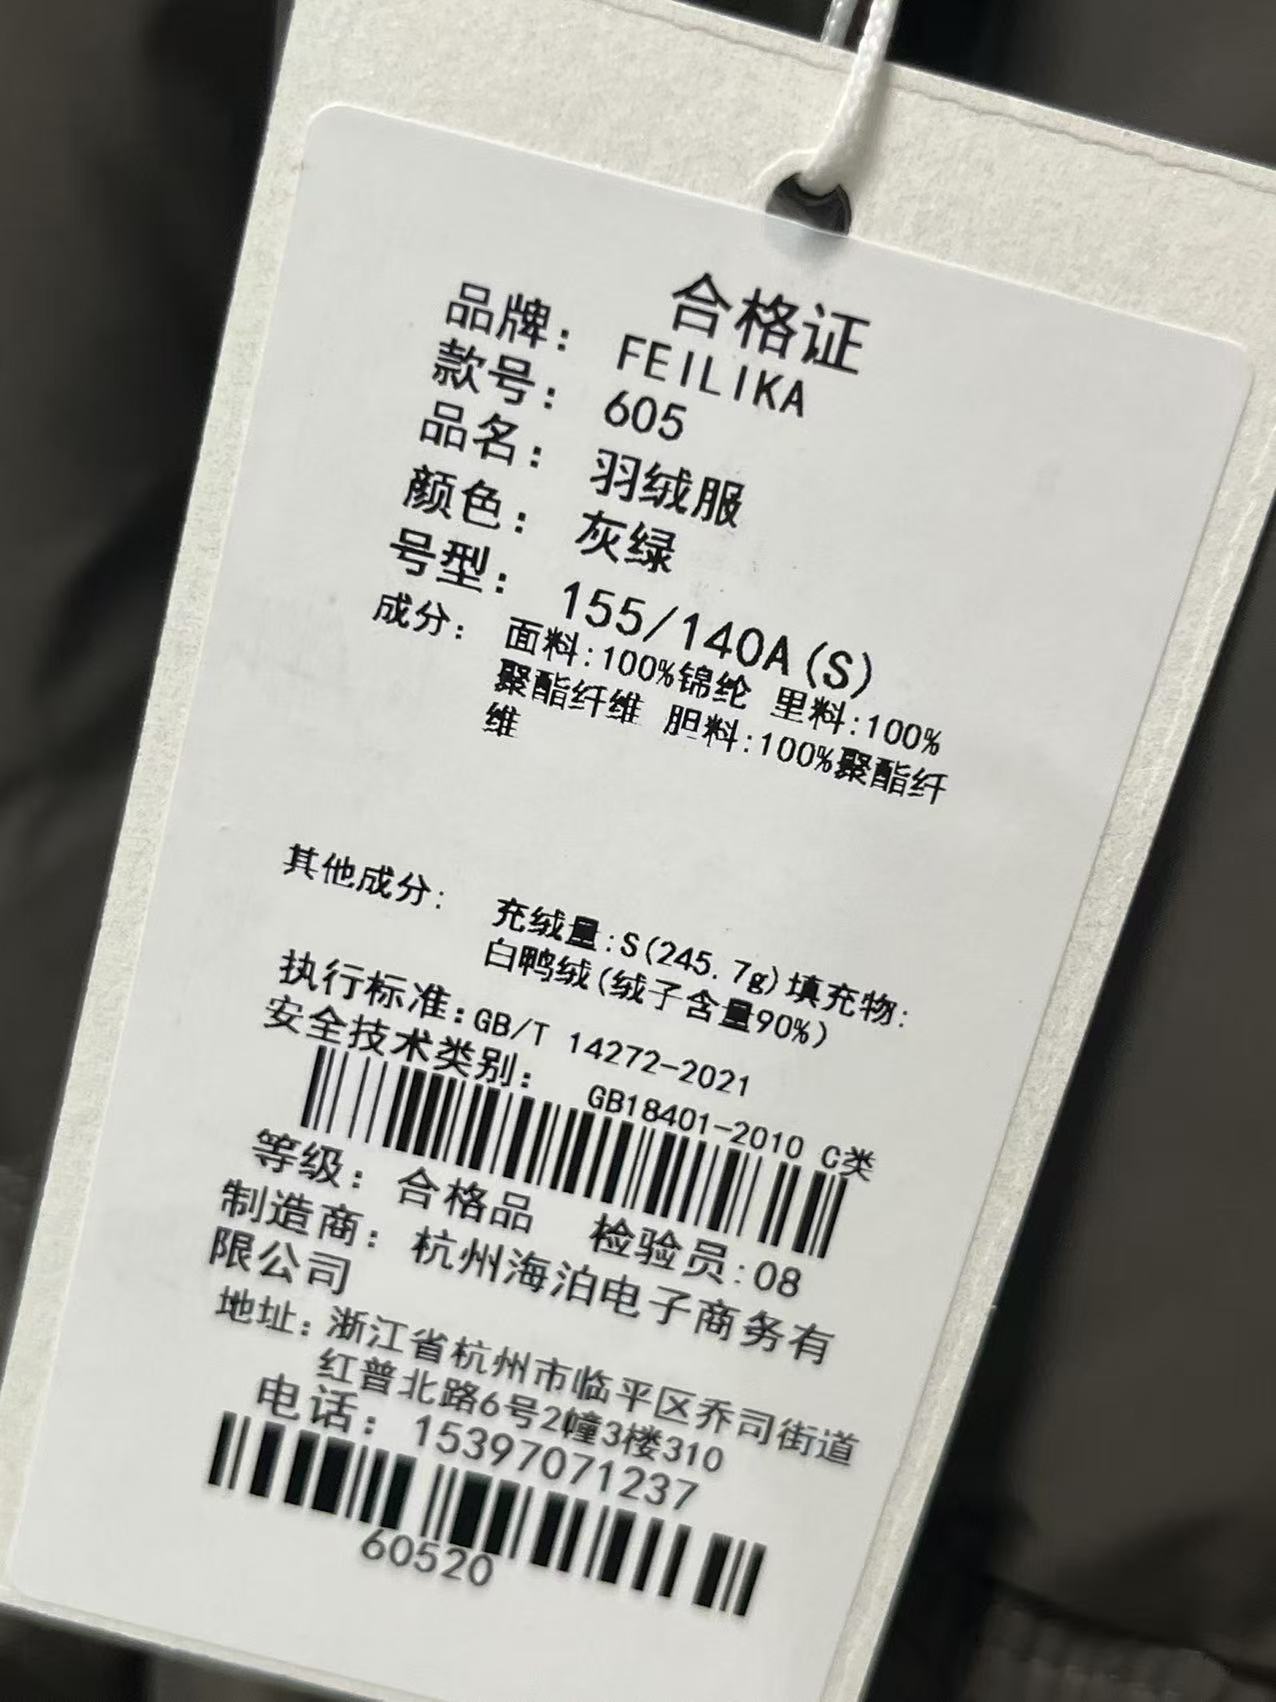 合格证
品牌： FEILIKA
款号： 605
品名： 羽绒服
颜色： 灰绿
号型： 155/140A(S)
成分： 面料:100%锦纶 里料:100%
聚酯纤维 胆料:100%聚酯纤
维
其他成分: 充绒量:S(245.7g)填充物:
白鸭绒(绒子含量90%)
执行标准:GB/T 14272-2021
安全技术类别: GB18401-2010 C类
等级: 合格品 检验员:08
制造商: 杭州海泊电子商务有
限公司
地址: 浙江省杭州市临平区乔司街道
红普北路6号2幢3楼310
电话: 15397071237
60520